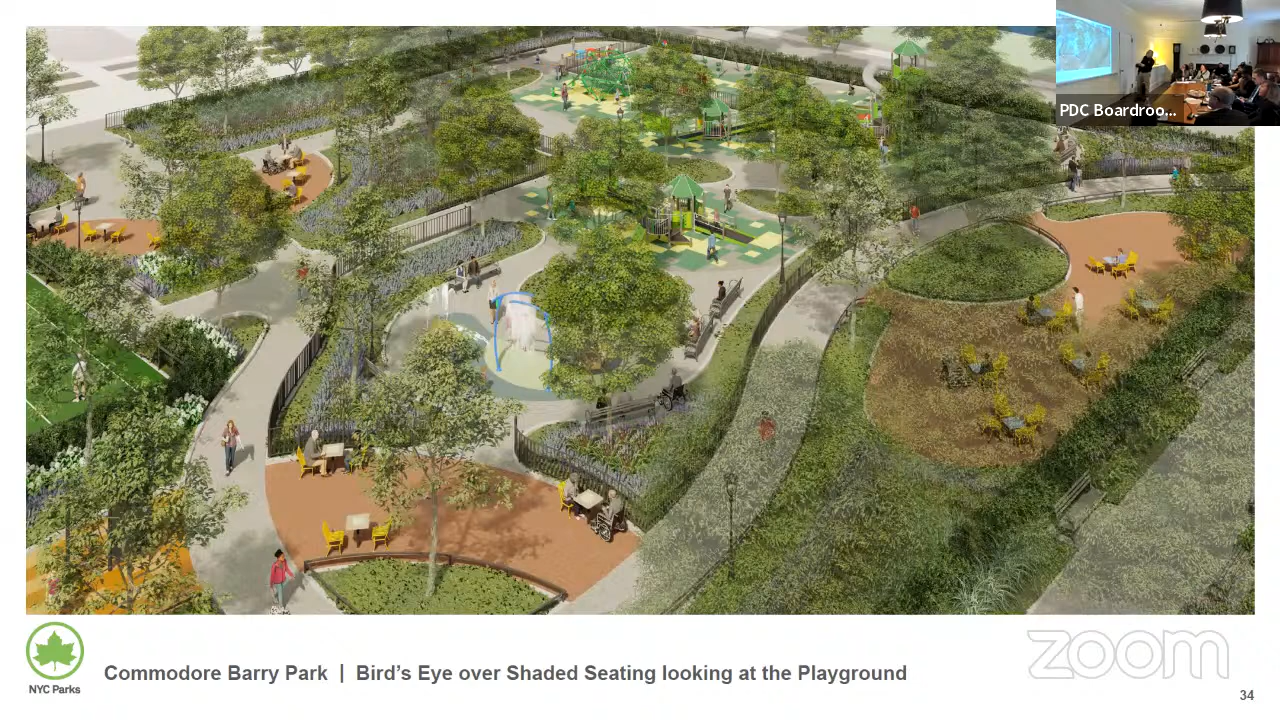 PDC Boardroo...
NYC Parks
Commodore Barry Park | Bird's Eye over Shaded Seating looking at the Playground
zoom
34